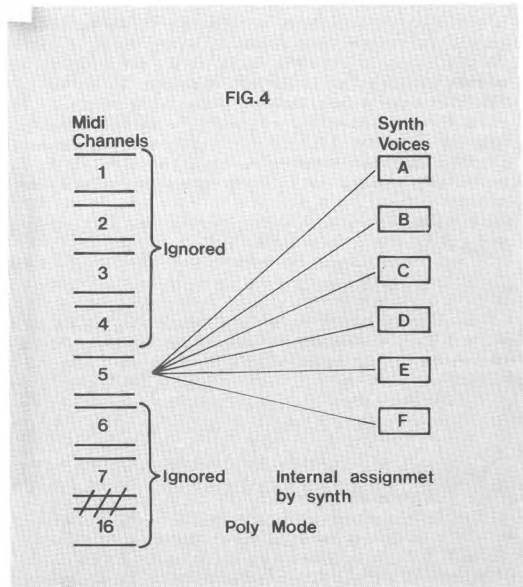 FIG.4
Midi
Channels
Synth
Voices
1
2
3
4
Ignored
5
6
7
16
Ignored
A
B
C
D
E
F
Internal assignmet
by synth
Poly Mode